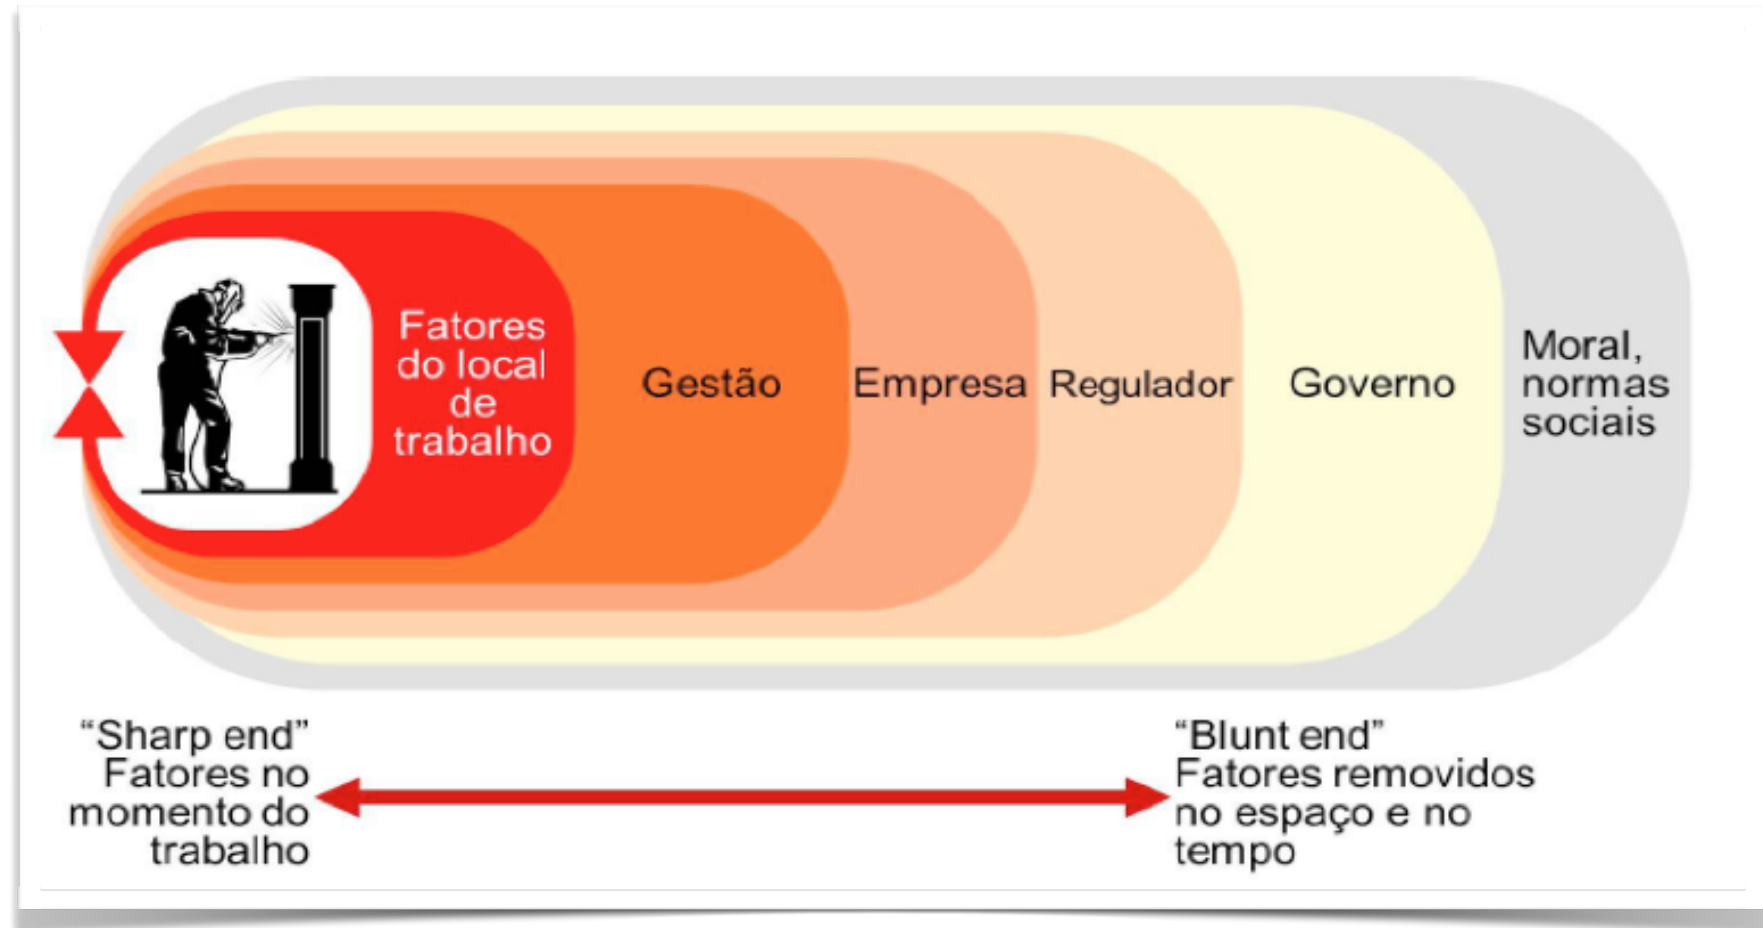 Fatores
do local
de
trabalho
Gestão
Empresa
Regulador
Governo
Moral,
normas
sociais
“Sharp end”
Fatores no
momento do
trabalho
“Blunt end”
Fatores removidos
no espaço e no
tempo